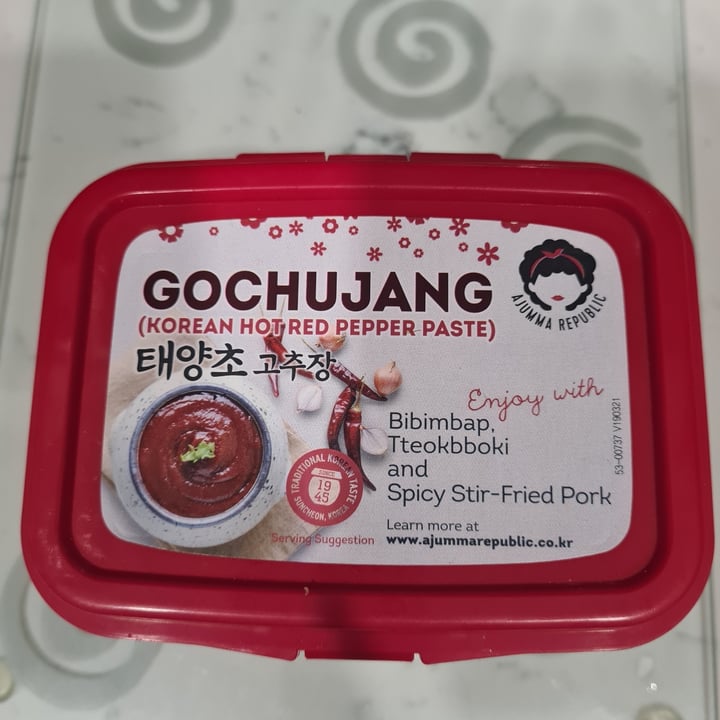 GOCHUJANG
(KOREAN HOT RED PEPPER PASTE)
태양초 고추장
AJUMMA REPUBLIC
Enjoy with
Bibimbap,
Tteokbboki
and
Spicy Stir-Fried Pork
TRADITIONAL KOREAN TASTE
SINCE
19
45
SUNCHEON, KOREA
Serving Suggestion
Learn more at
www.ajummarepublic.co.kr
53-00737 V190321